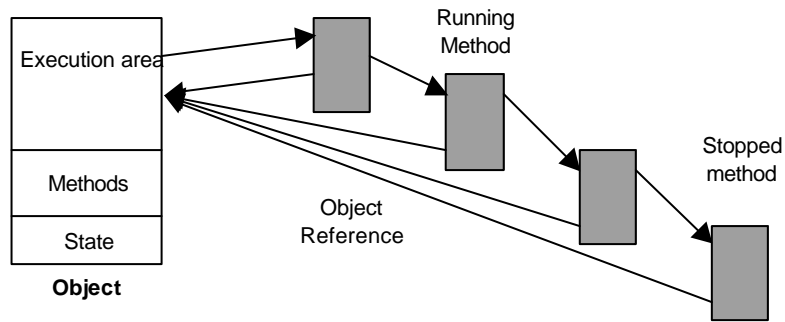 Running
Method
Execution area
Stopped
method
Methods
Object
Reference
State
Object